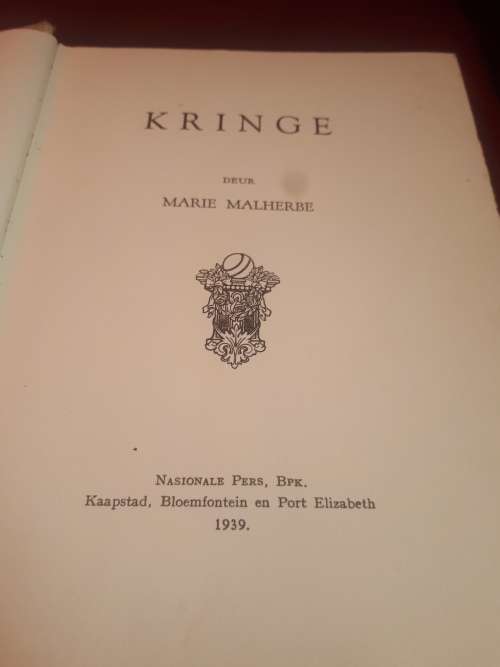 KRINGE
DEUR
MARIE MALHERBE
NASIONALE PERS, BPK.
Kaapstad, Bloemfontein en Port Elizabeth
1939.